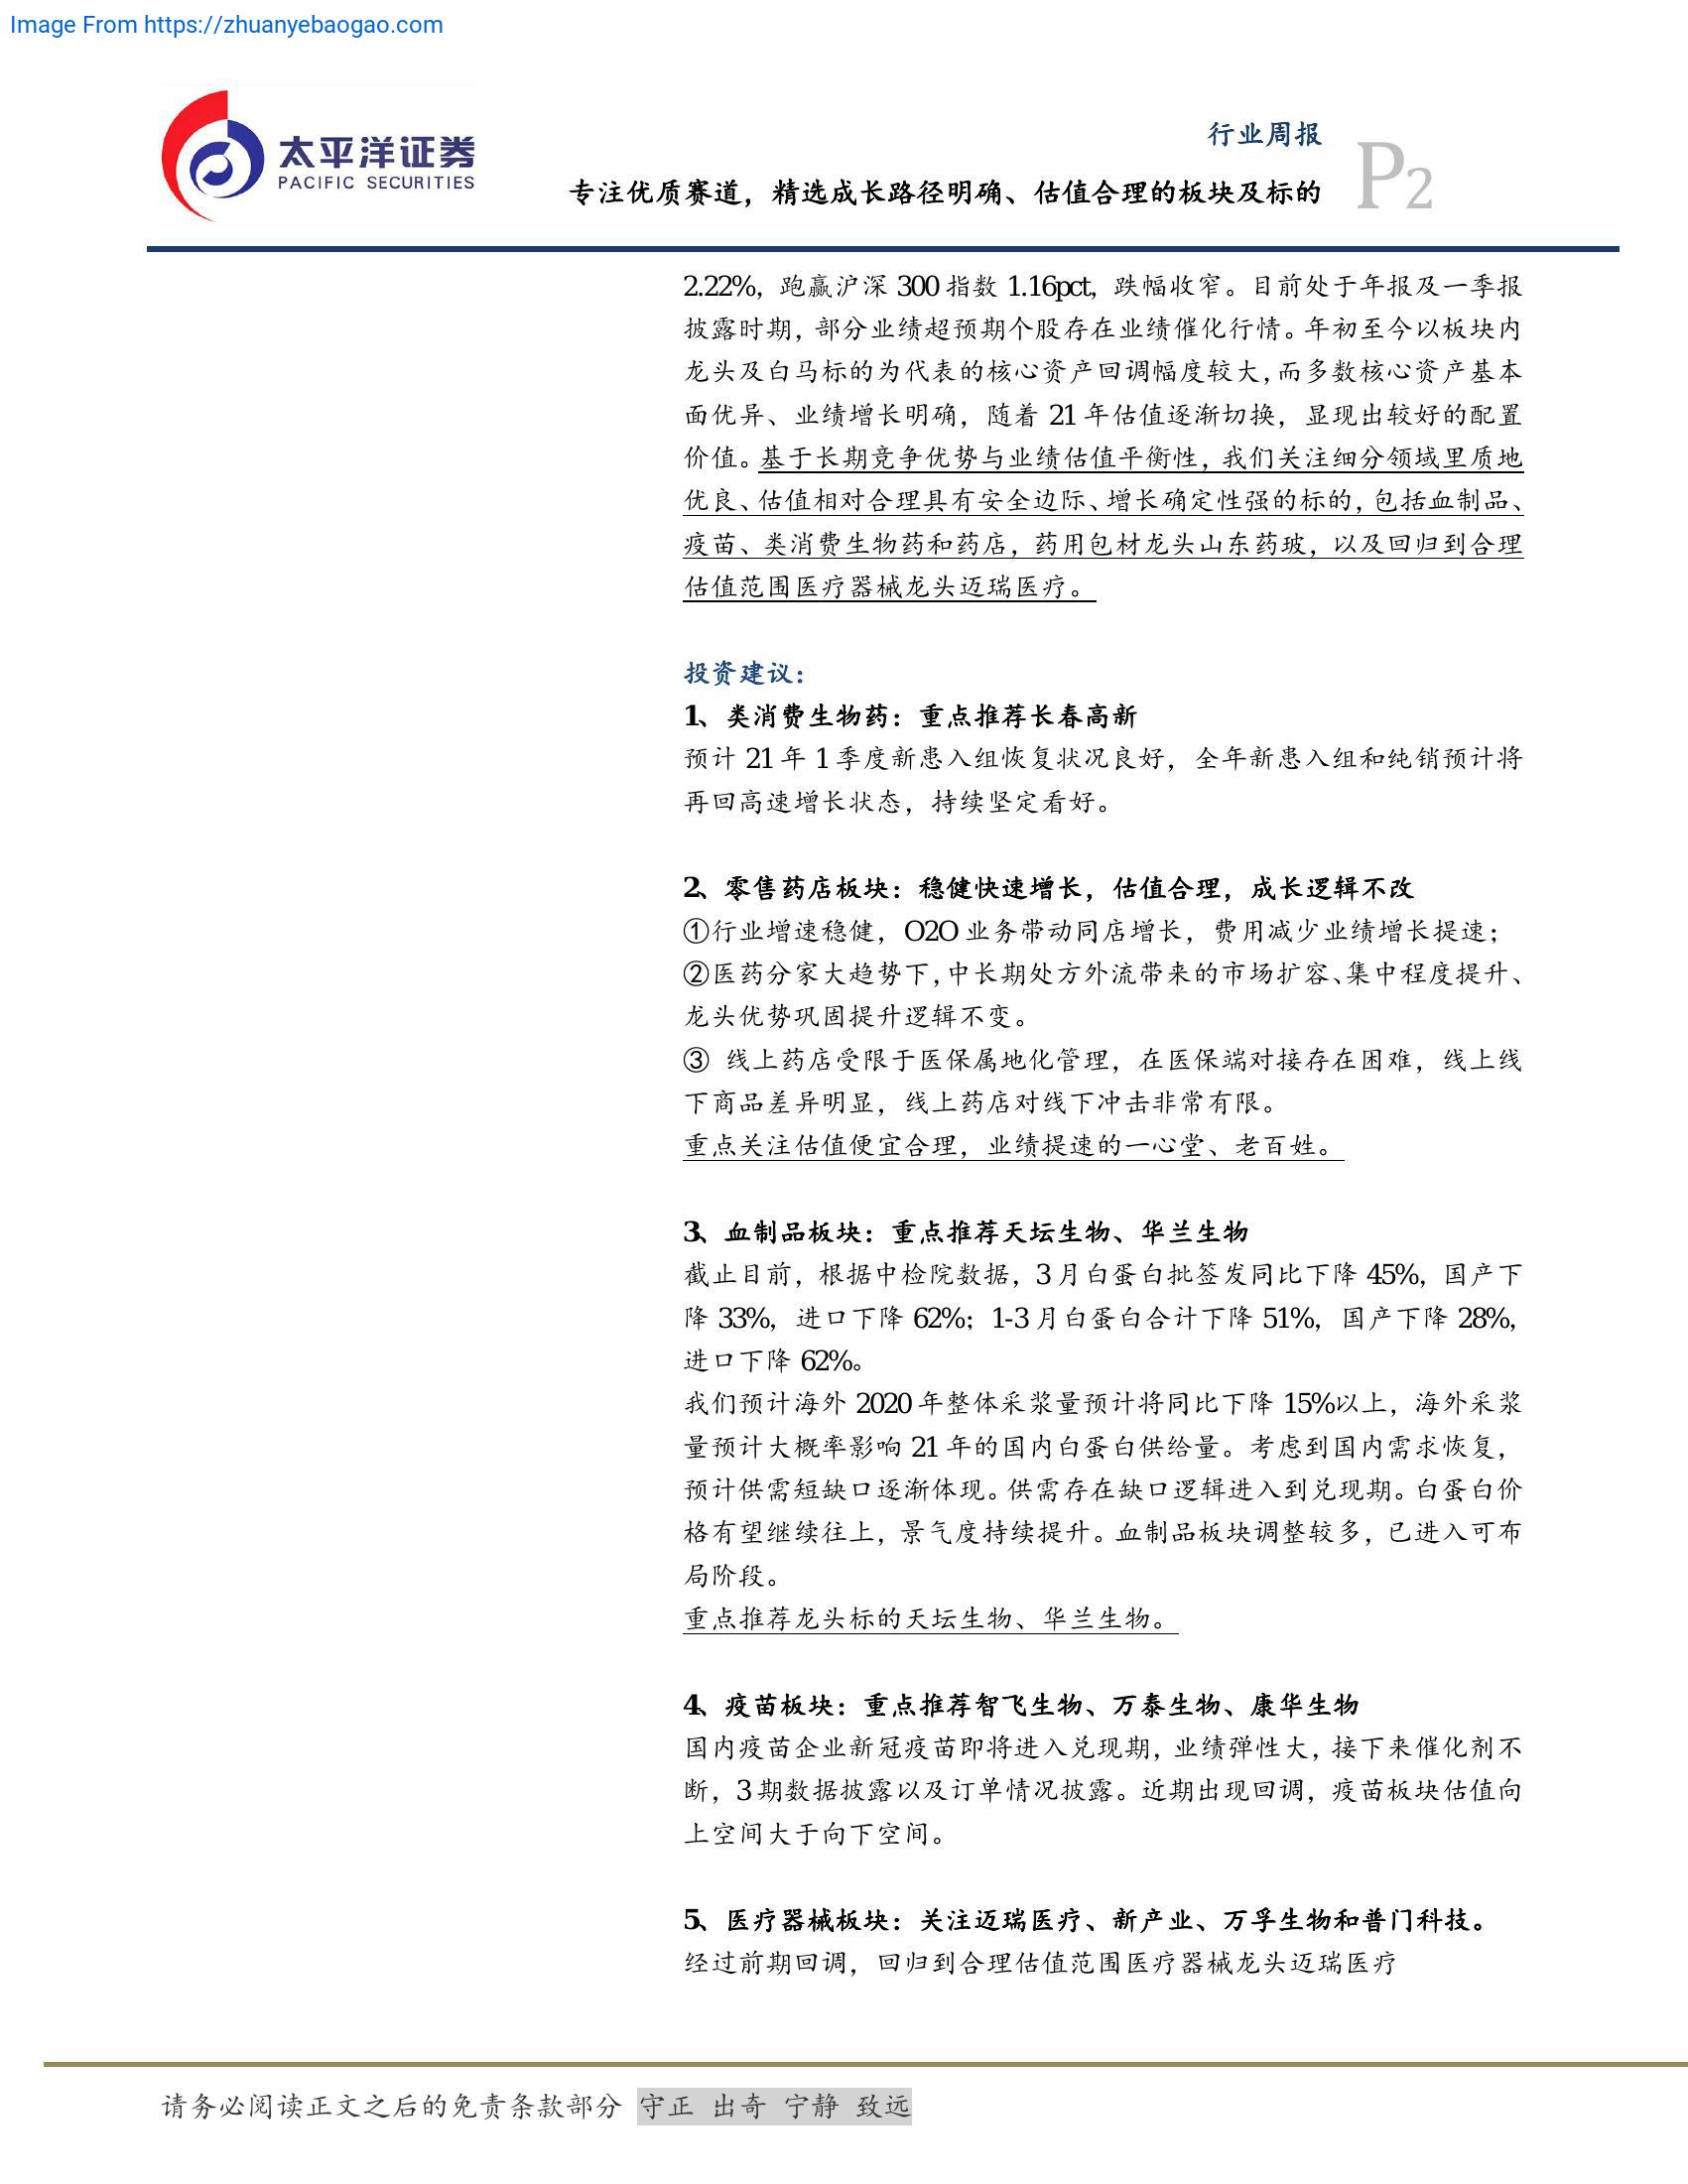 Image From https://zhuanyebaogao.com
太平洋证券
PACIFIC SECURITIES
行业周报
专注优质赛道，精选成长路径明确、估值合理的板块及标的
P2
2.22%，跑赢沪深 300 指数 1.16pct，跌幅收窄。目前处于年报及一季报
披露时期，部分业绩超预期个股存在业绩催化行情。年初至今以板块内
龙头及白马标的为代表的核心资产回调幅度较大，而多数核心资产基本
面优异、业绩增长明确，随着 21 年估值逐渐切换，显现出较好的配置
价值。基于长期竞争优势与业绩估值平衡性，我们关注细分领域里质地
优良、估值相对合理具有安全边际、增长确定性强的标的，包括血制品、
疫苗、类消费生物药和药店，药用包材龙头山东药玻，以及回归到合理
估值范围医疗器械龙头迈瑞医疗。
投资建议：
1、类消费生物药：重点推荐长春高新
预计 21 年 1 季度新患入组恢复状况良好，全年新患入组和纯销预计将
再回高速增长状态，持续坚定看好。
2、零售药店板块：稳健快速增长，估值合理，成长逻辑不改
①行业增速稳健，O2O 业务带动同店增长，费用减少业绩增长提速；
②医药分家大趋势下，中长期处方外流带来的市场扩容、集中程度提升、
龙头优势巩固提升逻辑不变。
③ 线上药店受限于医保属地化管理，在医保端对接存在困难，线上线
下商品差异明显，线上药店对线下冲击非常有限。
重点关注估值便宜合理，业绩提速的一心堂、老百姓。
3、血制品板块：重点推荐天坛生物、华兰生物
截止目前，根据中检院数据，3 月白蛋白批签发同比下降 45%，国产下
降 33%，进口下降 62%；1-3 月白蛋白合计下降 51%，国产下降 28%，
进口下降 62%。
我们预计海外 2020 年整体采浆量预计将同比下降 15%以上，海外采浆
量预计大概率影响 21 年的国内白蛋白供给量。考虑到国内需求恢复，
预计供需短缺口逐渐体现。供需存在缺口逻辑进入到兑现期。白蛋白价
格有望继续往上，景气度持续提升。血制品板块调整较多，已进入可布
局阶段。
重点推荐龙头标的天坛生物、华兰生物。
4、疫苗板块：重点推荐智飞生物、万泰生物、康华生物
国内疫苗企业新冠疫苗即将进入兑现期，业绩弹性大，接下来催化剂不
断，3 期数据披露以及订单情况披露。近期出现回调，疫苗板块估值向
上空间大于向下空间。
5、医疗器械板块：关注迈瑞医疗、新产业、万孚生物和普门科技。
经过前期回调，回归到合理估值范围医疗器械龙头迈瑞医疗
请务必阅读正文之后的免责条款部分 守正 出奇 宁静 致远